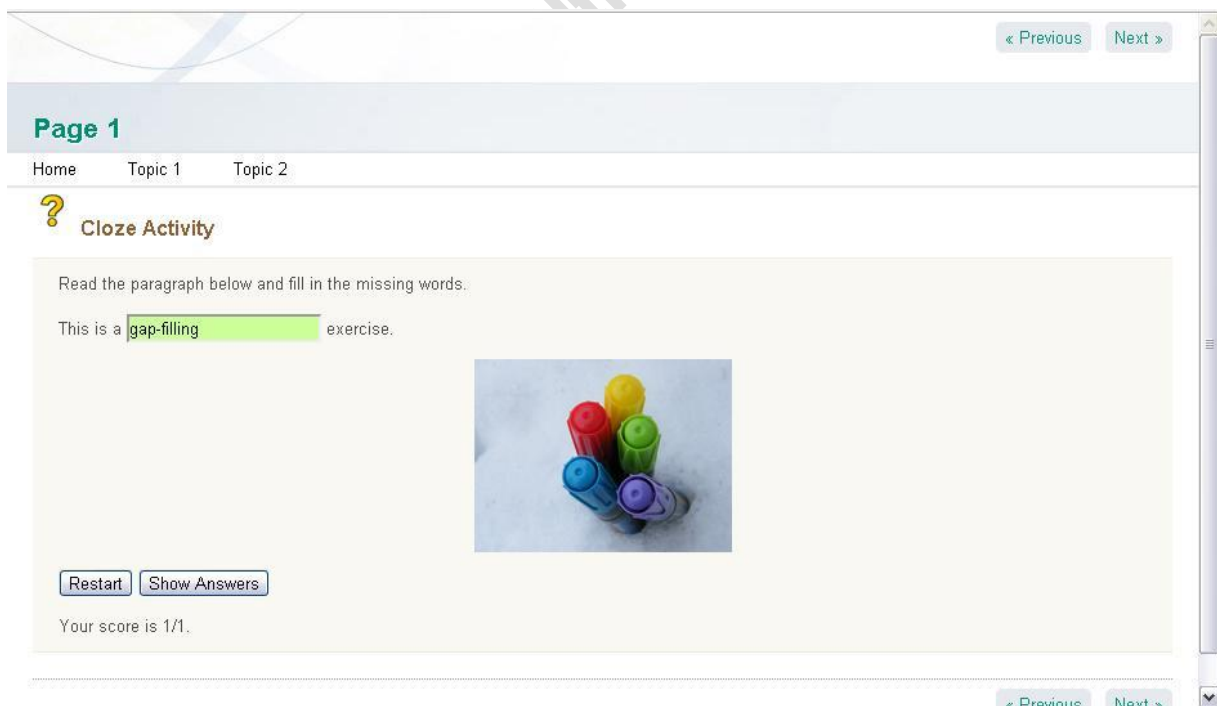 « Previous Next »
Page 1
Home Topic 1 Topic 2
? Cloze Activity
Read the paragraph below and fill in the missing words.
This is a gap-filling exercise.
Restart Show Answers
Your score is 1/1.
« Previous Next »